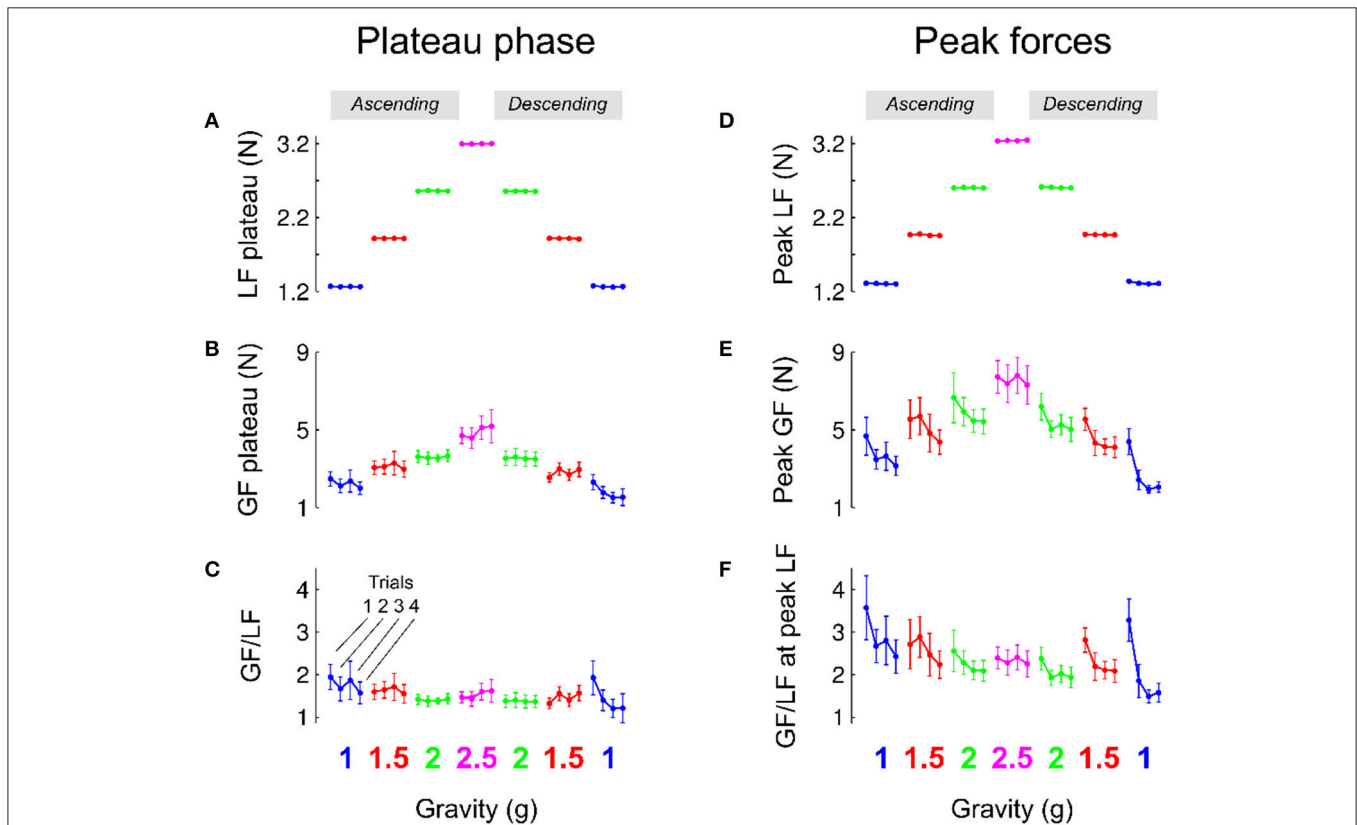 Plateau phase
Peak forces
Ascending
Descending
Ascending
Descending
A
LF plateau (N)
3.2
2.2
1.2
D
Peak LF (N)
3.2
2.2
1.2
B
GF plateau (N)
9
5
1
E
Peak GF (N)
9
5
1
C
GF/LF
4
3
2
1
Trials
1 2 3 4
F
GF/LF at peak LF
4
3
2
1
1 1.5 2 2.5 2 1.5 1
Gravity (g)
1 1.5 2 2.5 2 1.5 1
Gravity (g)